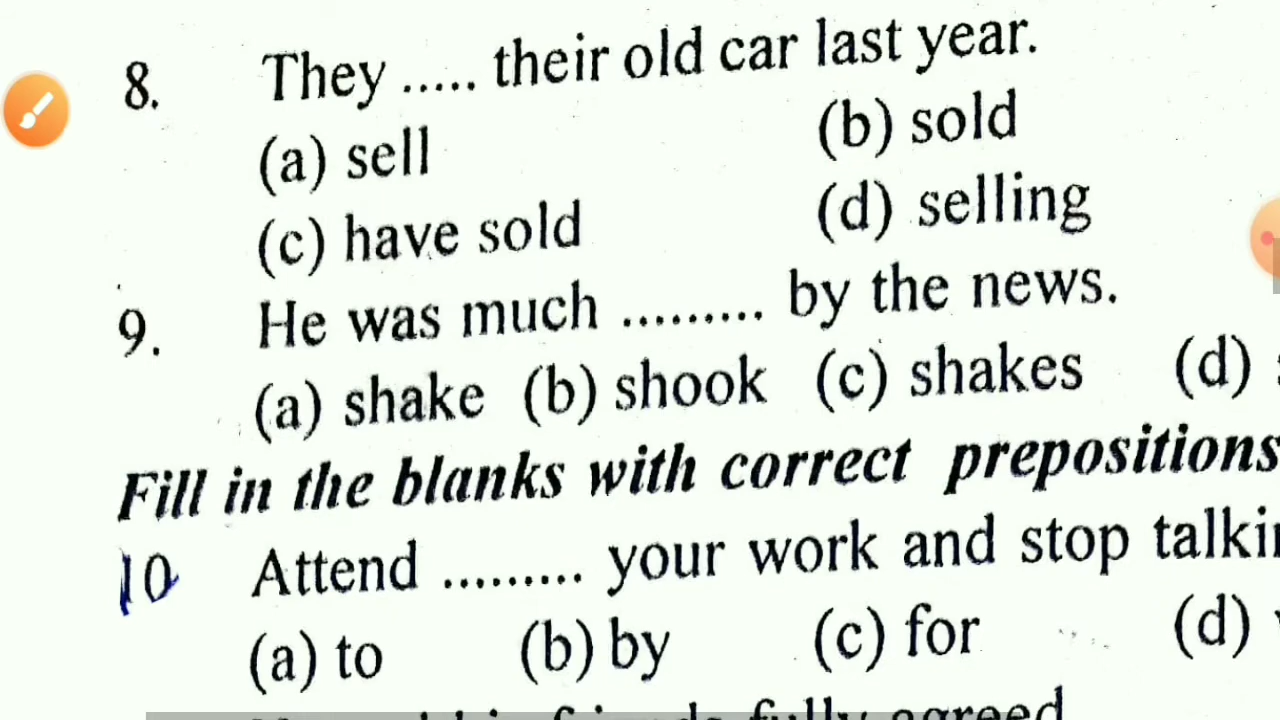 8. They ..... their old car last year.
(a) sell (b) sold
(c) have sold (d) selling
9. He was much ......... by the news.
(a) shake (b) shook (c) shakes (d)
Fill in the blanks with correct prepositions
10 Attend ......... your work and stop
(a) to (b) by (c) for (d)
fully agreed